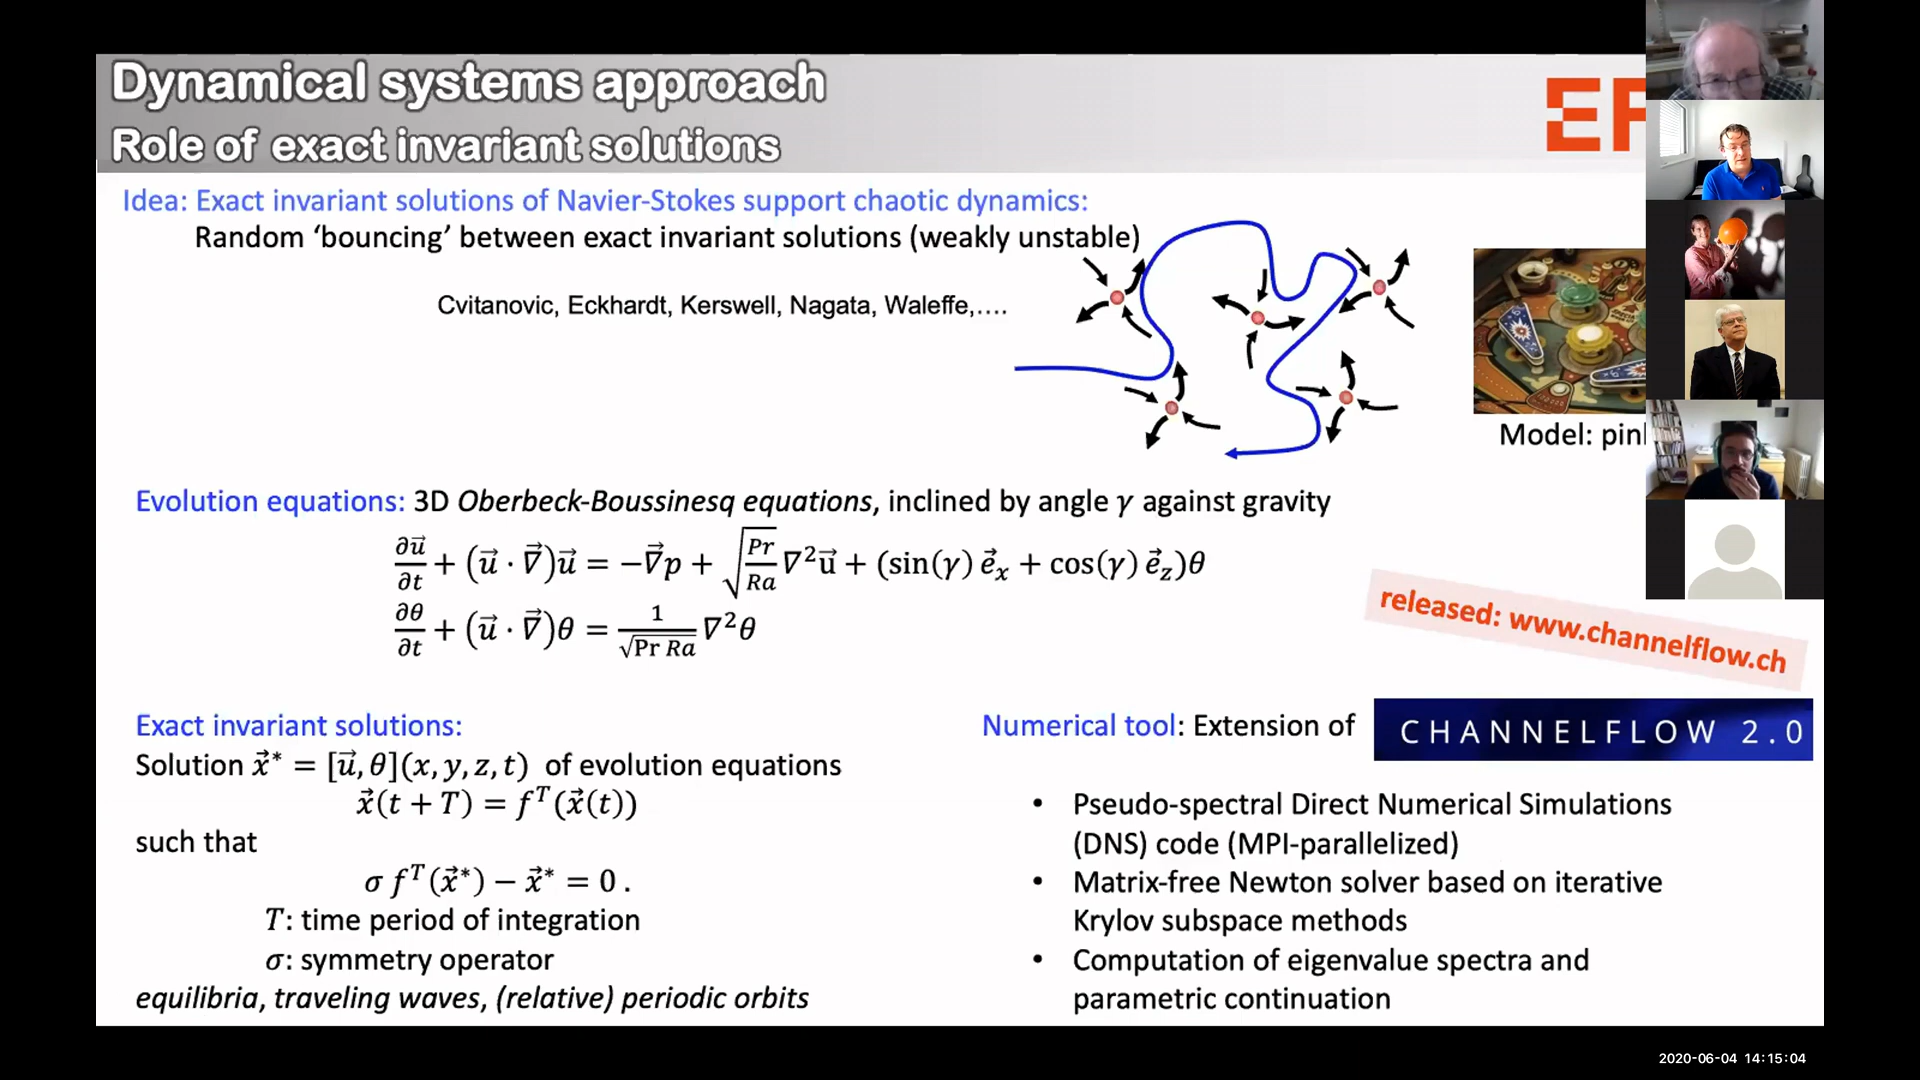 Dynamical systems approach
Role of exact invariant solutions
EP
Idea: Exact invariant solutions of Navier-Stokes support chaotic dynamics:
Random ‘bouncing’ between exact invariant solutions (weakly unstable)
Cvitanovic, Eckhardt, Kerswell, Nagata, Waleffe,....
Model: pin
Evolution equations: 3D Oberbeck-Boussinesq equations, inclined by angle γ against gravity
∂u⃗/∂t + (u⃗ · ∇⃗)u⃗ = −∇⃗p + √(Pr/Ra) ∇²u⃗ + (sin(γ) e⃗ₓ + cos(γ) e⃗_z)θ
∂θ/∂t + (u⃗ · ∇⃗)θ = 1/√(Pr Ra) ∇²θ
released: www.channelflow.ch
Exact invariant solutions:
Solution x⃗* = [u⃗, θ](x, y, z, t) of evolution equations
x⃗(t + T) = f^T(x⃗(t))
such that
σ f^T(x⃗*) − x⃗* = 0 .
T: time period of integration
σ: symmetry operator
equilibria, traveling waves, (relative) periodic orbits
Numerical tool: Extension of CHANNELFLOW 2.0
• Pseudo-spectral Direct Numerical Simulations
(DNS) code (MPI-parallelized)
• Matrix-free Newton solver based on iterative
Krylov subspace methods
• Computation of eigenvalue spectra and
parametric continuation
2020-06-04 14:15:04